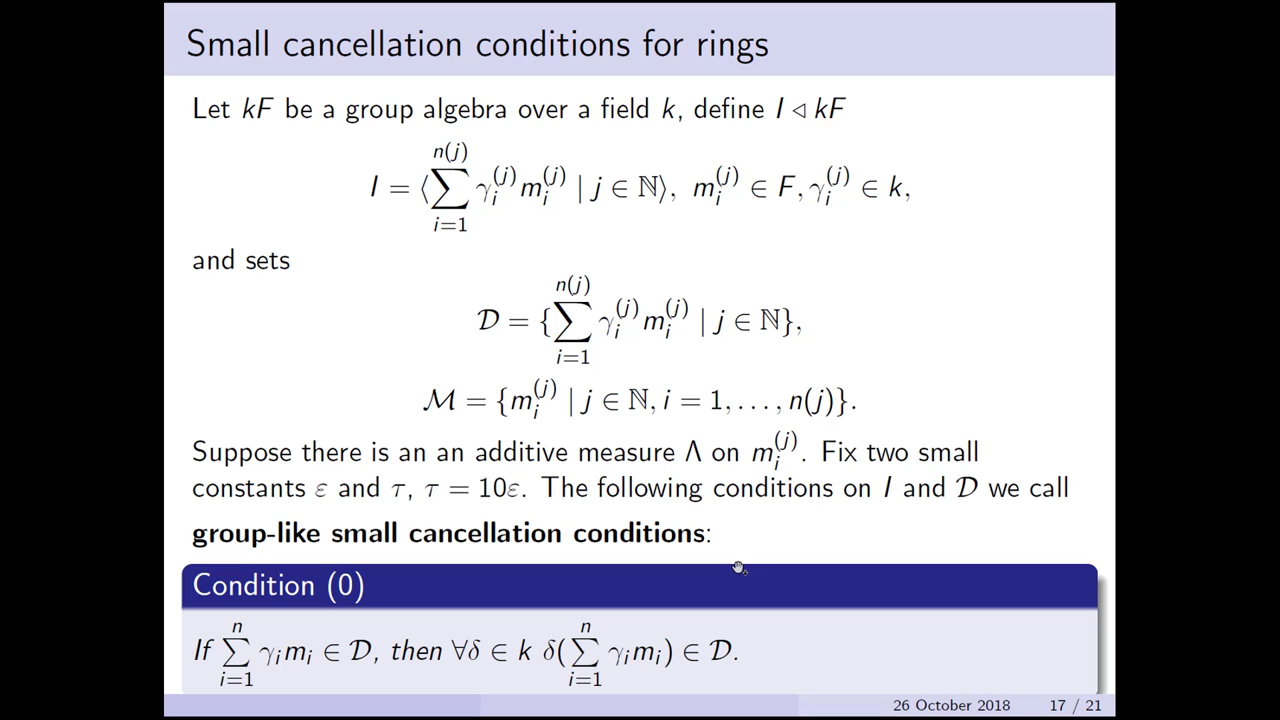 Small cancellation conditions for rings
Let kF be a group algebra over a field k, define I ◁ kF
I = ⟨∑_{i=1}^{n(j)} γ_i^{(j)} m_i^{(j)} | j ∈ ℕ⟩, m_i^{(j)} ∈ F, γ_i^{(j)} ∈ k,
and sets
𝒟 = {∑_{i=1}^{n(j)} γ_i^{(j)} m_i^{(j)} | j ∈ ℕ},
ℳ = {m_i^{(j)} | j ∈ ℕ, i = 1, . . . , n(j)}.
Suppose there is an an additive measure Λ on m_i^{(j)}. Fix two small
constants ε and τ, τ = 10ε. The following conditions on I and 𝒟 we call
group-like small cancellation conditions:
Condition (0)
If ∑_{i=1}^{n} γ_i m_i ∈ 𝒟, then ∀δ ∈ k δ(∑_{i=1}^{n} γ_i m_i) ∈ 𝒟.
26 October 2018 17 / 21